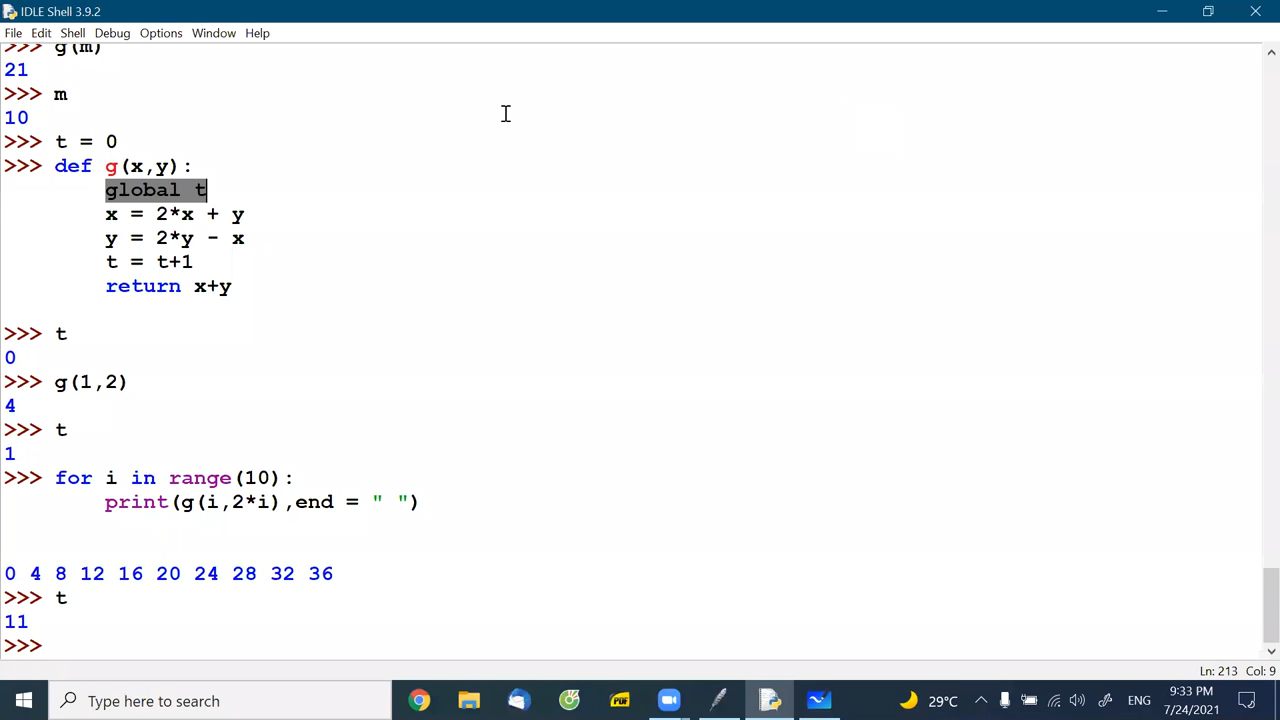 IDLE Shell 3.9.2
File Edit Shell Debug Options Window Help
>>> g(m)
21
>>> m
10
>>> t = 0
>>> def g(x,y):
global t
x = 2*x + y
y = 2*y - x
t = t+1
return x+y
>>> t
0
>>> g(1,2)
4
>>> t
1
>>> for i in range(10):
print(g(i,2*i),end = " ")
0 4 8 12 16 20 24 28 32 36
>>> t
11
>>>
Ln: 213 Col: 9
Type here to search
PDF
29°C
ENG
9:33 PM
7/24/2021